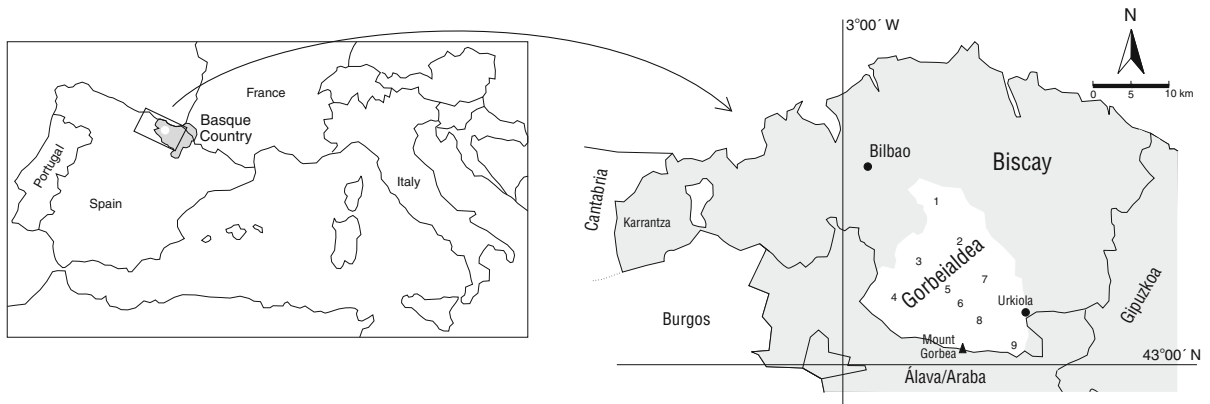 France
Basque
Country
Portugal
Spain
Italy
3°00´ W
N
0 5 10 km
Bilbao
Biscay
Cantabria
Karrantza
1
2
3
4
5
6
7
8
9
Gorbeialdea
Urkiola
Gipuzkoa
Burgos
Mount
Gorbea
43°00´ N
Álava/Araba